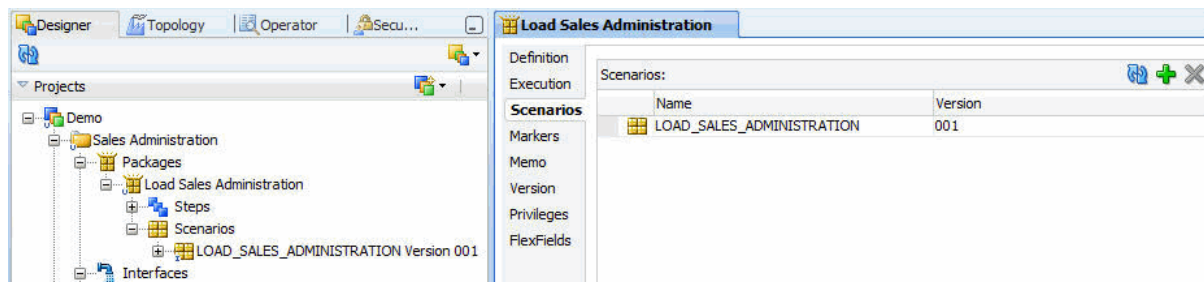 Designer Topology Operator Secu...
Projects
Demo
Sales Administration
Packages
Load Sales Administration
Steps
Scenarios
LOAD_SALES_ADMINISTRATION Version 001
Interfaces
Load Sales Administration
Definition
Execution
Scenarios
Markers
Memo
Version
Privileges
FlexFields
Scenarios:
Name Version
LOAD_SALES_ADMINISTRATION 001